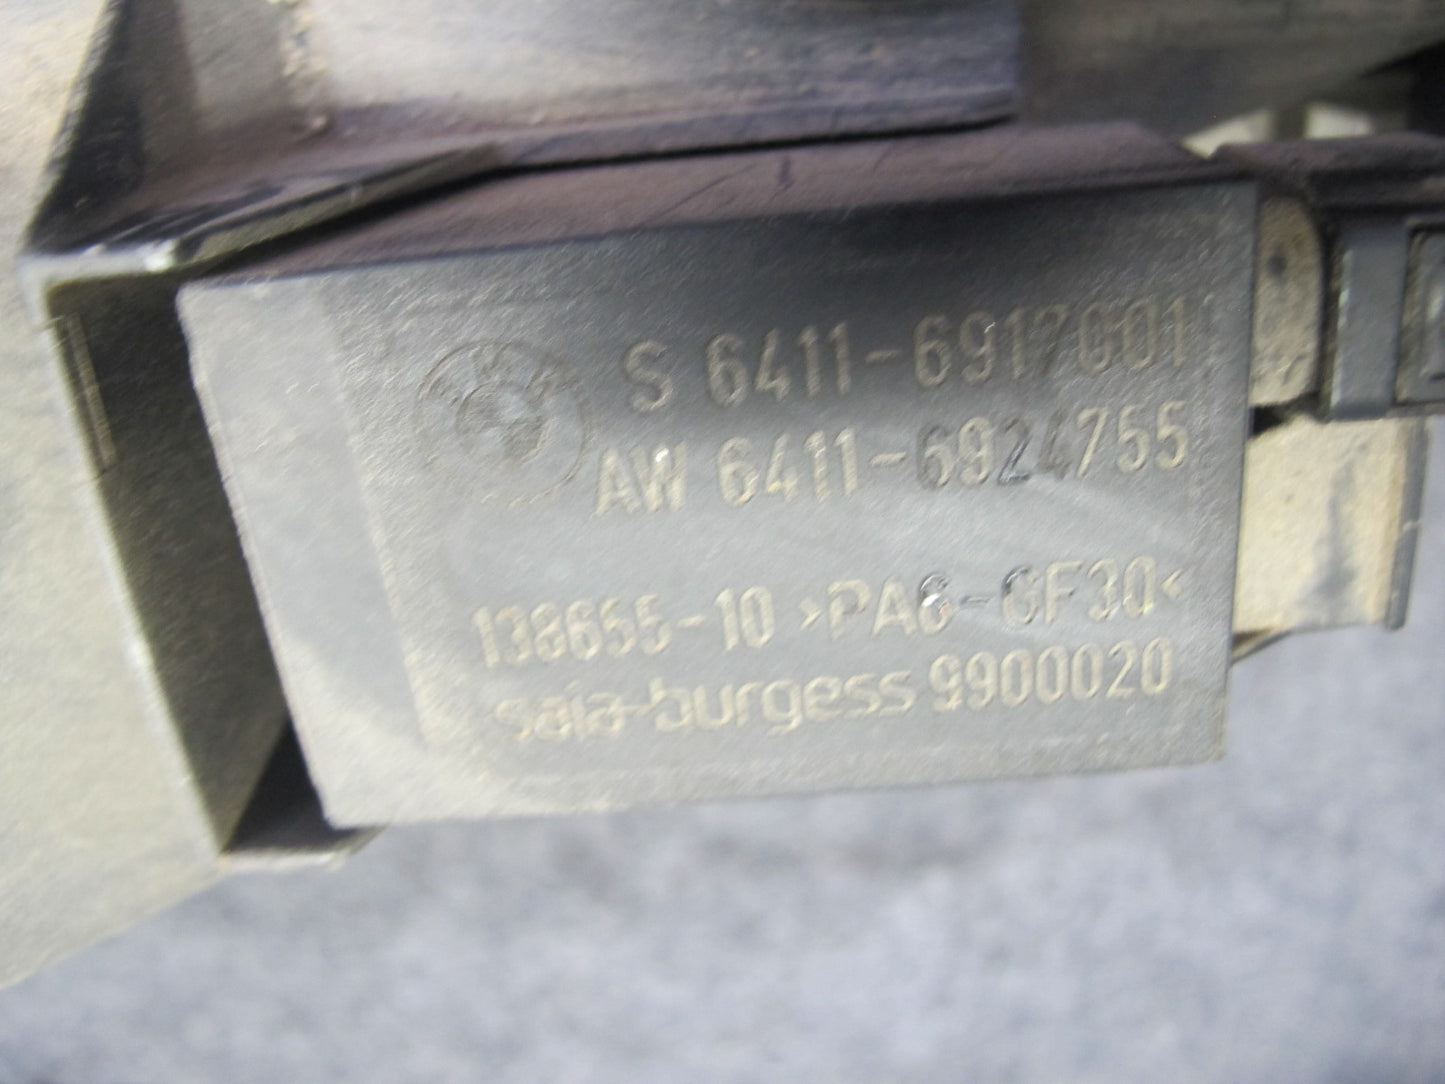 S 6411-6917001
AW 6411-6924755
138655-10 >PA6-GF30<
saia-burgess 9900020